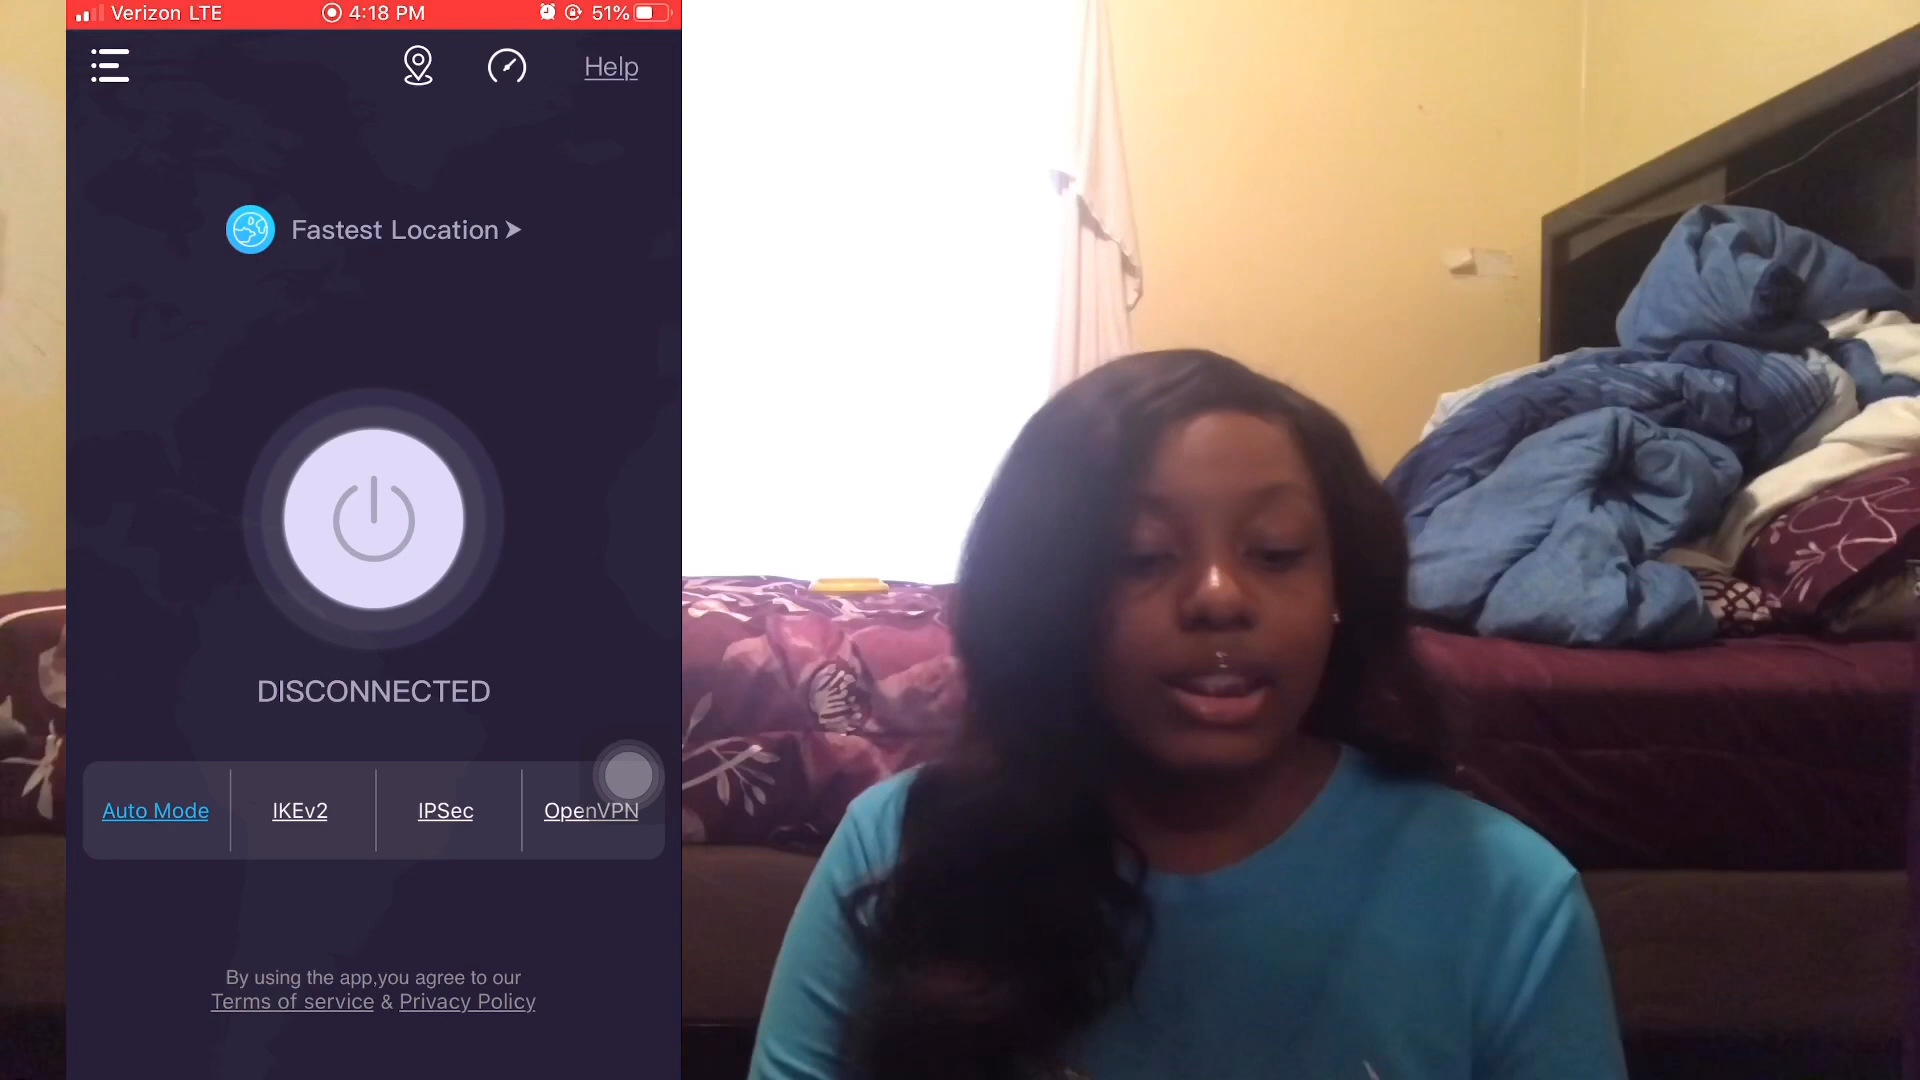 Verizon LTE 4:18 PM 51%
Help
Fastest Location
DISCONNECTED
Auto Mode IKEv2 IPSec OpenVPN
By using the app,you agree to our
Terms of service & Privacy Policy